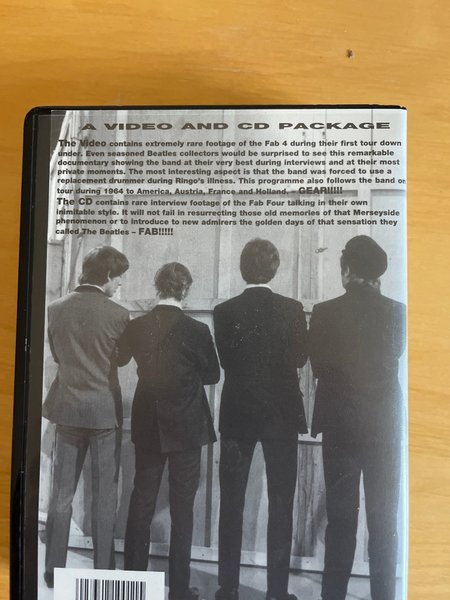 A VIDEO AND CD PACKAGE
The Video contains extremely rare footage of the Fab 4 during their first tour down
under. Even seasoned Beatles collectors would be surprised to see this remarkable
documentary showing the band at their very best during interviews and at their most
private moments. The most interesting aspect is that the band was forced to use a
replacement drummer during Ringo's illness. This programme also follows the band on
tour during 1964 to America, Austria, France and Holland. – GEAR!!!!!
The CD contains rare interview footage of the Fab Four talking in their own
inimitable style. It will not fail in resurrecting those old memories of that Merseyside
phenomenon or to introduce to new admirers the golden days of that sensation they
called The Beatles – FAB!!!!!